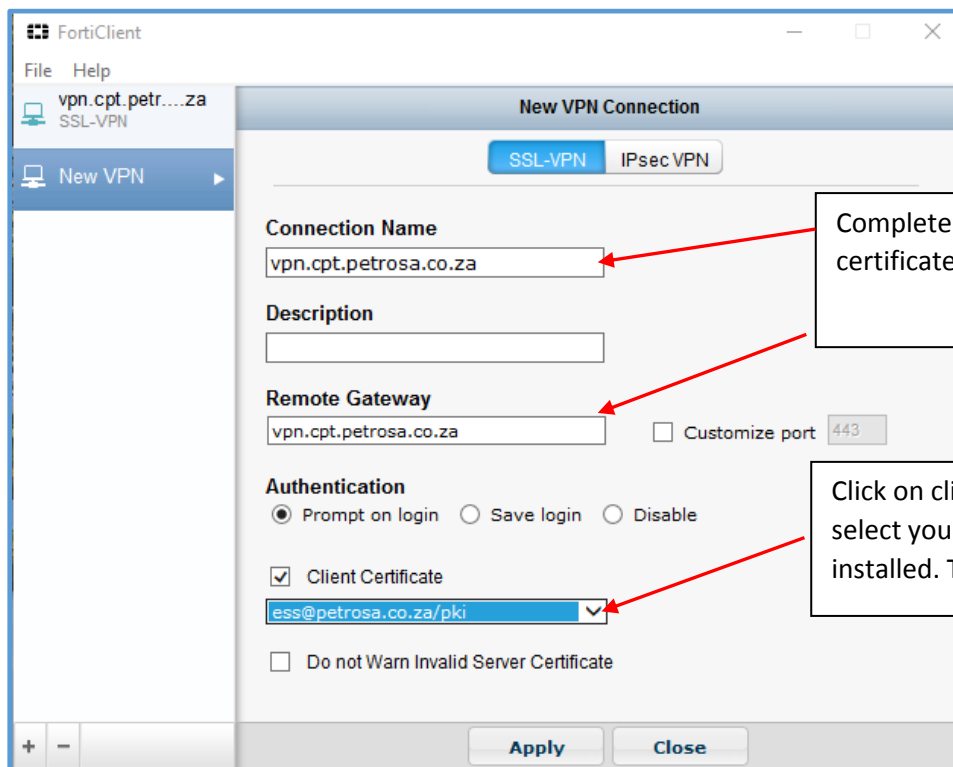 FortiClient
File Help
vpn.cpt.petr....za
SSL-VPN
New VPN
New VPN Connection
SSL-VPN IPsec VPN
Connection Name
vpn.cpt.petrosa.co.za
Description
Remote Gateway
vpn.cpt.petrosa.co.za
Customize port 443
Authentication
Prompt on login Save login Disable
Client Certificate
ess@petrosa.co.za/pki
Do not Warn Invalid Server Certificate
+ −
Apply Close
Complete
certificate
Click on cli
select you
installed. T